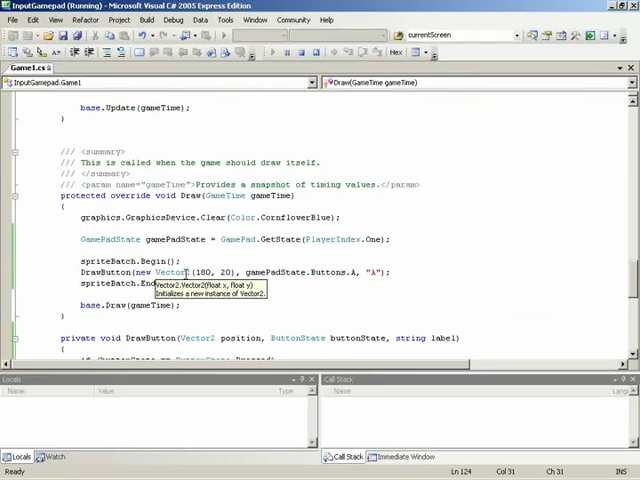 InputGamepad (Running) - Microsoft Visual C# 2005 Express Edition
File Edit View Refactor Project Build Debug Data Tools Window Community Help
currentScreen
Hex
Game1.cs
InputGamepad.Game1 Draw(GameTime gameTime)
base.Update(gameTime);
}
/// <summary>
/// This is called when the game should draw itself.
/// </summary>
/// <param name="gameTime">Provides a snapshot of timing values.</param>
protected override void Draw(GameTime gameTime)
{
graphics.GraphicsDevice.Clear(Color.CornflowerBlue);
GamePadState gamePadState = GamePad.GetState(PlayerIndex.One);
spriteBatch.Begin();
DrawButton(new Vector2(180, 20), gamePadState.Buttons.A, "A");
spriteBatch.End
Vector2.Vector2(float x, float y)
Initializes a new instance of Vector2.
base.Draw(gameTime);
}
private void DrawButton(Vector2 position, ButtonState buttonState, string label)
{
Locals Call Stack
Name Value Type Name
Locals Watch Call Stack Immediate Window
Ready Ln 124 Col 31 Ch 31 INS